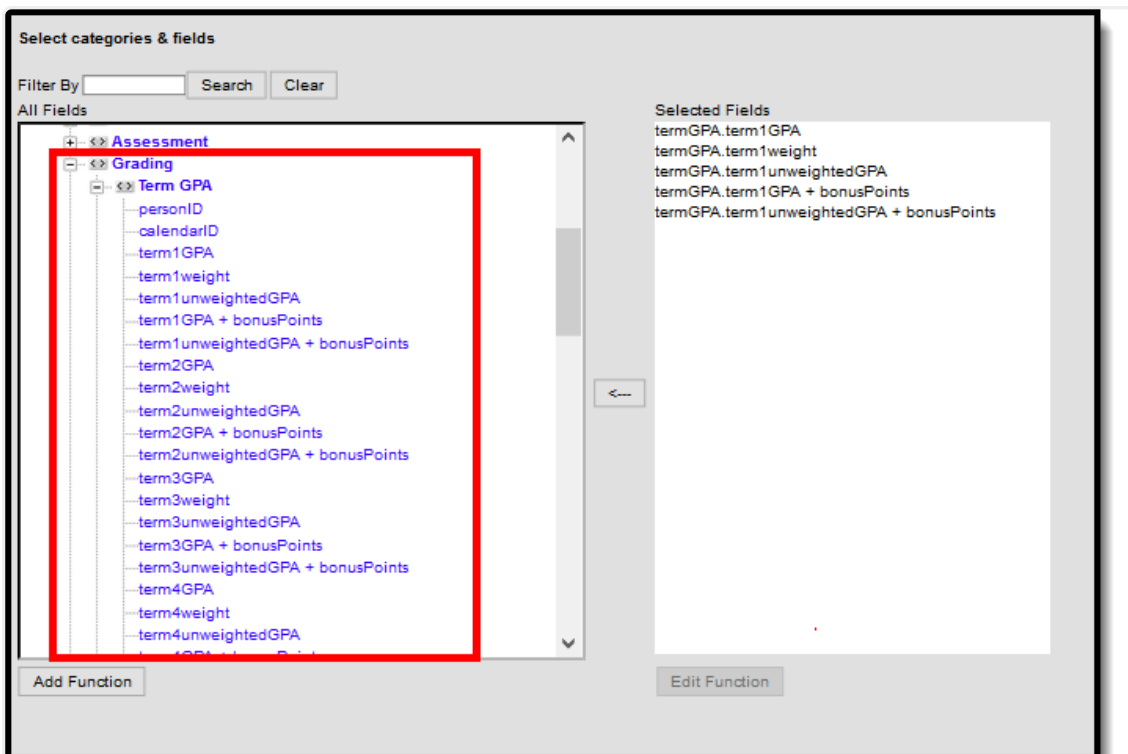 Select categories & fields
Filter By
Search
Clear
All Fields
Assessment
Grading
Term GPA
personID
calendarID
term1GPA
term1weight
term1unweightedGPA
term1GPA + bonusPoints
term1unweightedGPA + bonusPoints
term2GPA
term2weight
term2unweightedGPA
term2GPA + bonusPoints
term2unweightedGPA + bonusPoints
term3GPA
term3weight
term3unweightedGPA
term3GPA + bonusPoints
term3unweightedGPA + bonusPoints
term4GPA
term4weight
term4unweightedGPA
Add Function
<---
Selected Fields
termGPA.term1GPA
termGPA.term1weight
termGPA.term1unweightedGPA
termGPA.term1GPA + bonusPoints
termGPA.term1unweightedGPA + bonusPoints
Edit Function